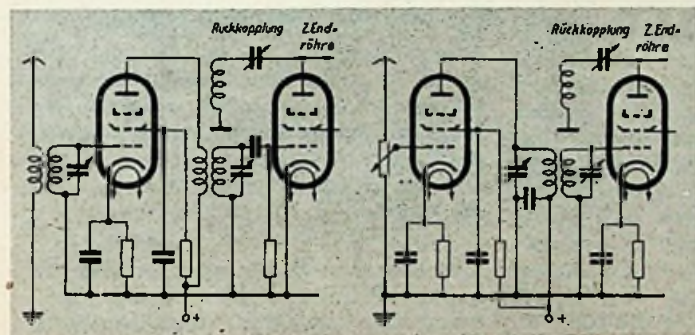 Rückkopplung
Z.End=
röhre
+
Rückkopplung
Z.End=
röhre
+